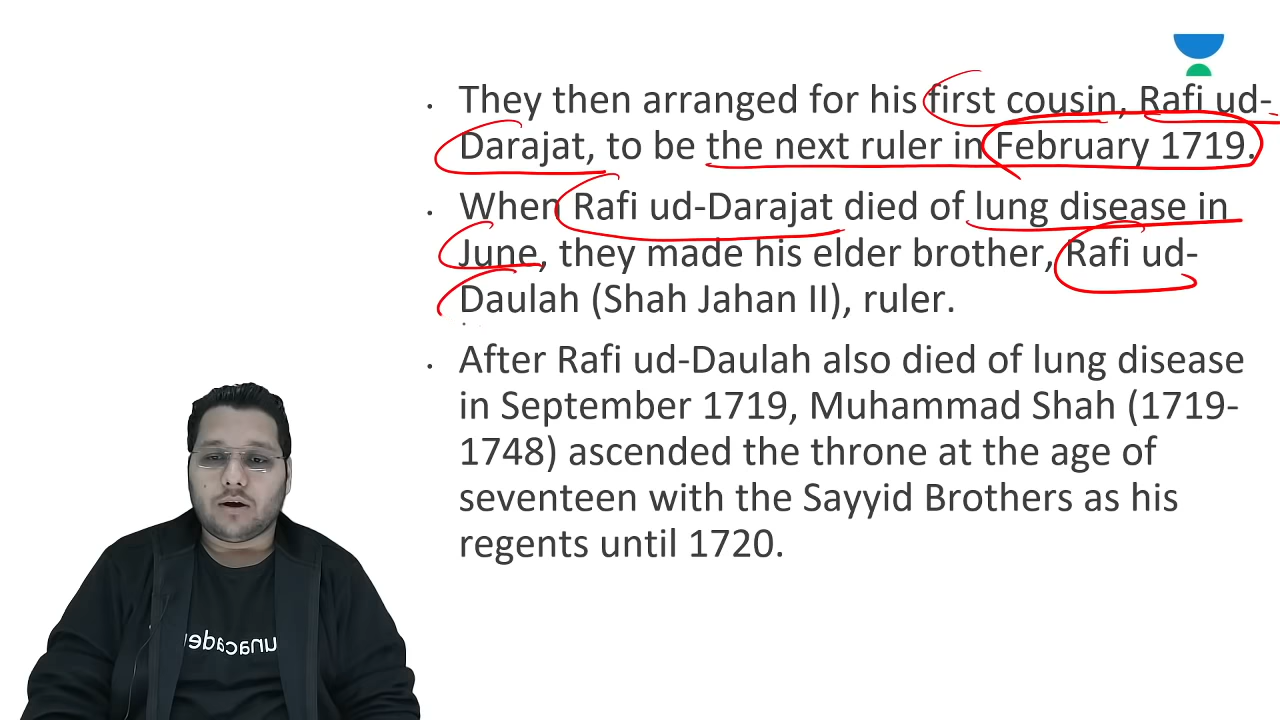 They then arranged for his first cousin, Rafi ud-
Darajat, to be the next ruler in February 1719.
When Rafi ud-Darajat died of lung disease in
June, they made his elder brother, Rafi ud-
Daulah (Shah Jahan II), ruler.
After Rafi ud-Daulah also died of lung disease
in September 1719, Muhammad Shah (1719-
1748) ascended the throne at the age of
seventeen with the Sayyid Brothers as his
regents until 1720.
unacade